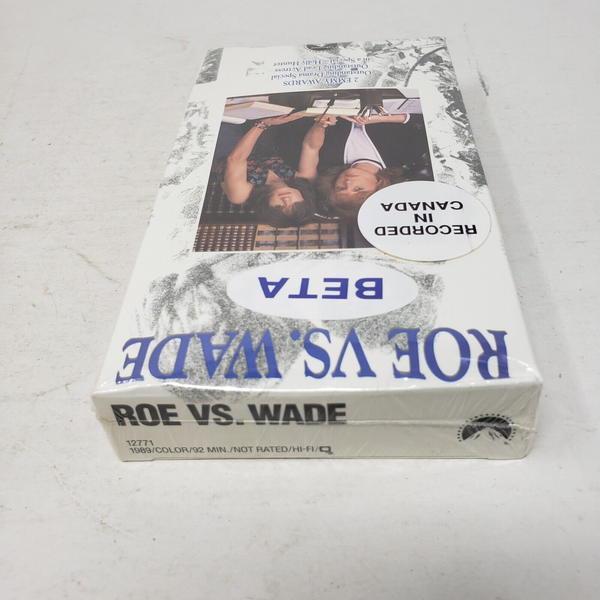 2 EMMY AWARDS
Outstanding Drama Special
Outstanding Lead Actress
in a Special - Holly Hunter
RECORDED
IN
CANADA
BETA
ROE VS. WADE
ROE VS. WADE
12771
1989/COLOR/92 MIN./NOT RATED/HI-FI/